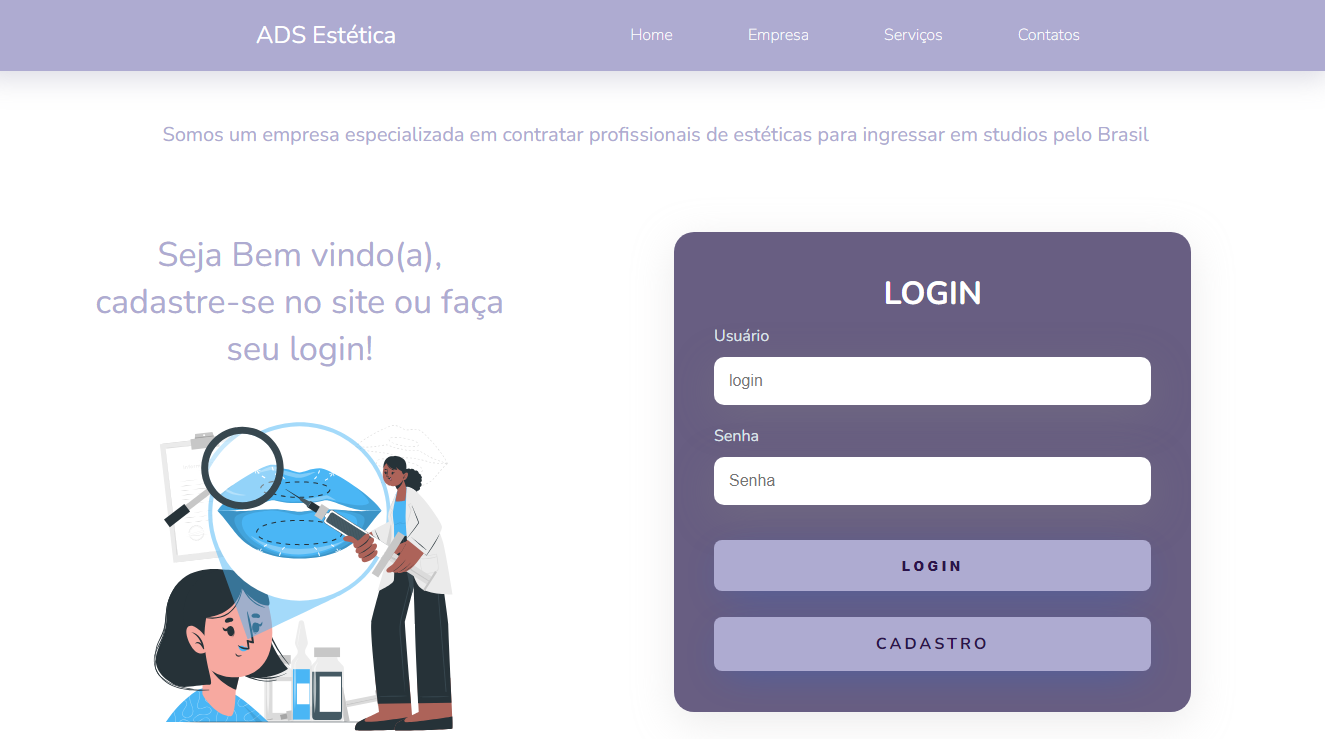 ADS Estética
Home
Empresa
Serviços
Contatos
Somos um empresa especializada em contratar profissionais de estéticas para ingressar em studios pelo Brasil
Seja Bem vindo(a),
cadastre-se no site ou faça
seu login!
LOGIN
Usuário
login
Senha
Senha
LOGIN
CADASTRO